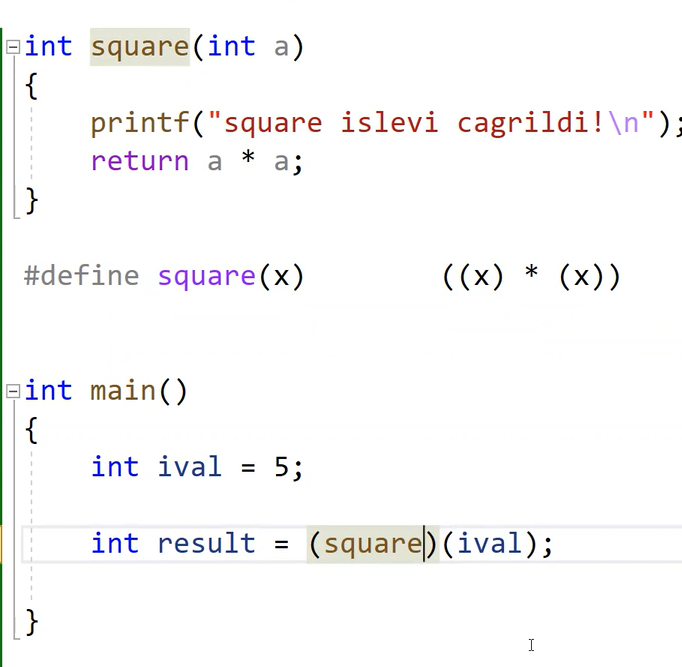 int square(int a)
{
printf("square islevi cagrildi!\n");
return a * a;
}
#define square(x) ((x) * (x))
int main()
{
int ival = 5;
int result = (square)(ival);
}